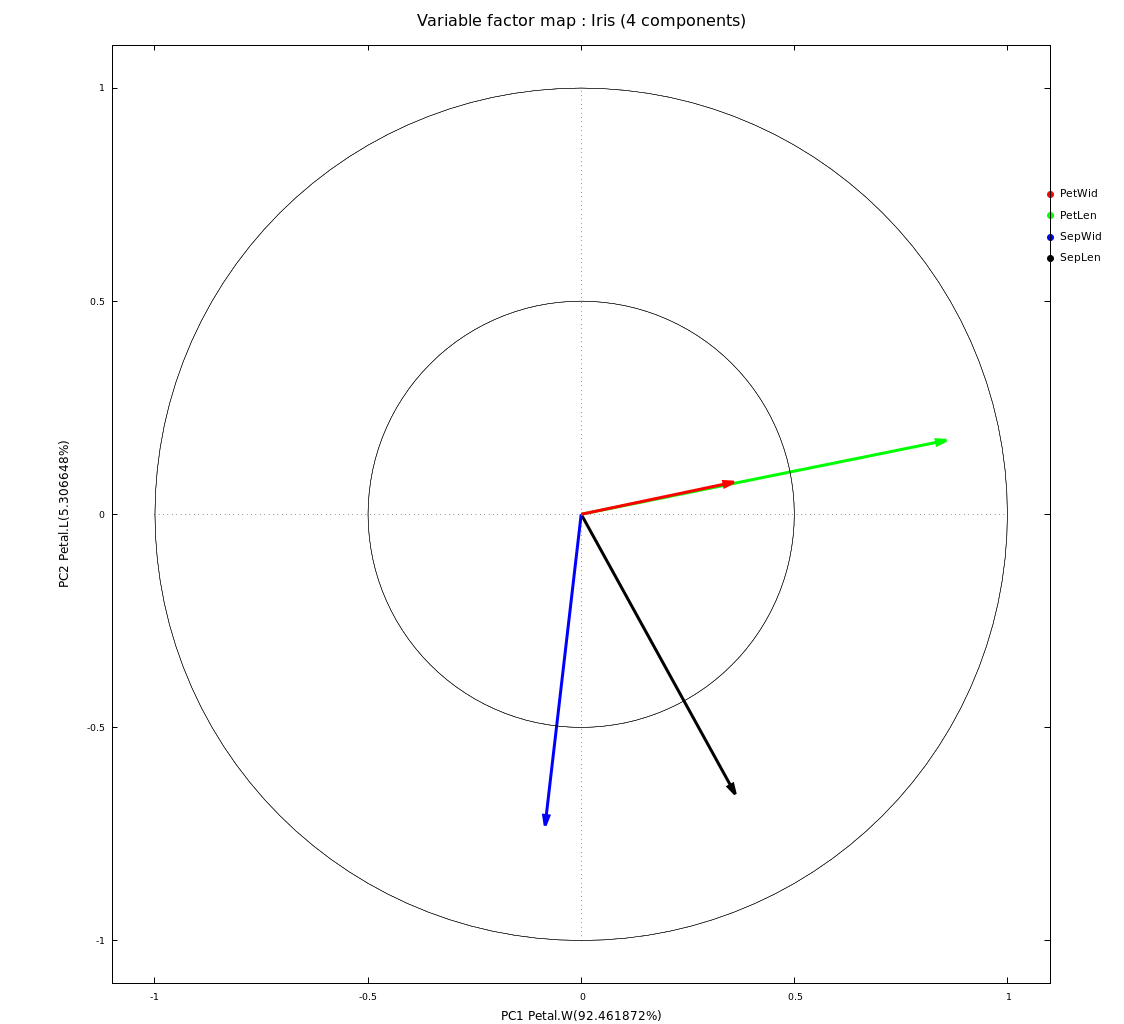 Variable factor map : Iris (4 components)
1
0.5
0
-0.5
-1
PC2 Petal.L(5.306648%)
PetWid
PetLen
SepWid
SepLen
-1
-0.5
0
0.5
1
PC1 Petal.W(92.461872%)